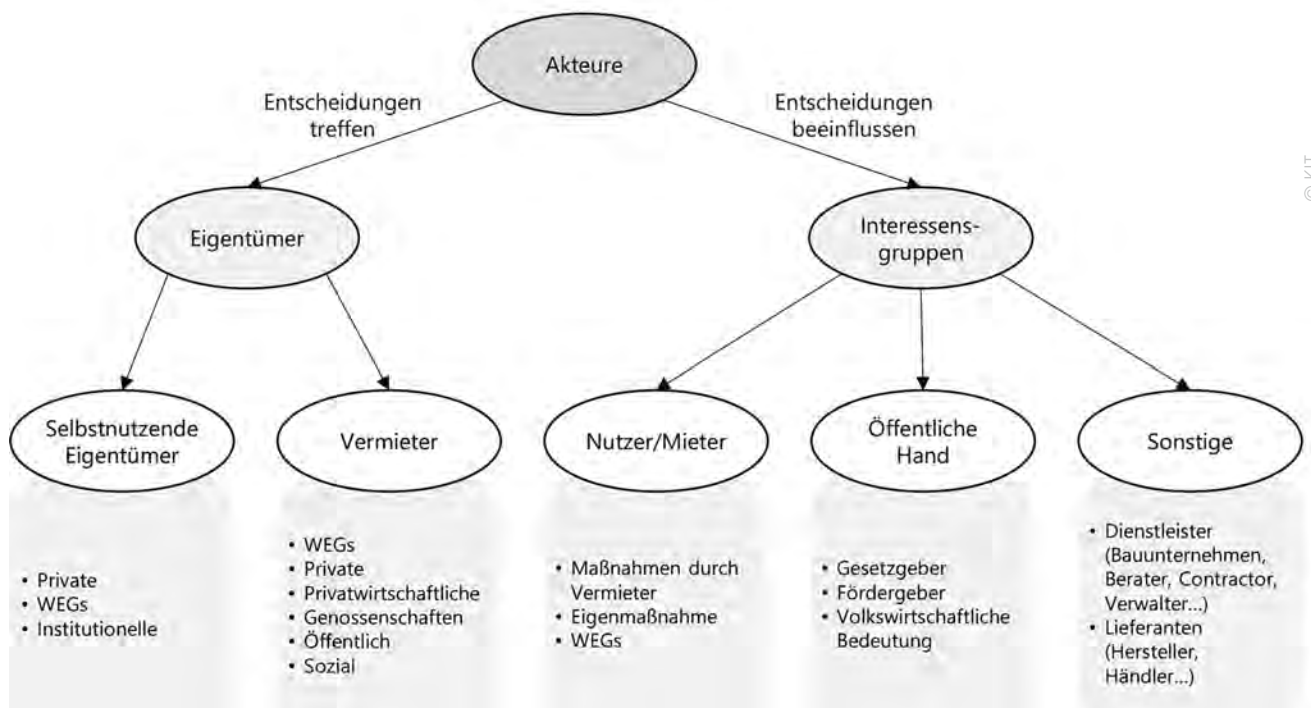 Akteure
Entscheidungen
treffen
Entscheidungen
beeinflussen
© KIT
Eigentümer
Interessens-
gruppen
Selbstnutzende
Eigentümer
Vermieter
Nutzer/Mieter
Öffentliche
Hand
Sonstige
• Private
• WEGs
• Institutionelle
• WEGs
• Private
• Privatwirtschaftliche
• Genossenschaften
• Öffentlich
• Sozial
• Maßnahmen durch
Vermieter
• Eigenmaßnahme
• WEGs
• Gesetzgeber
• Fördergeber
• Volkswirtschaftliche
Bedeutung
• Dienstleister
(Bauunternehmen,
Berater, Contractor,
Verwalter...)
• Lieferanten
(Hersteller,
Händler...)